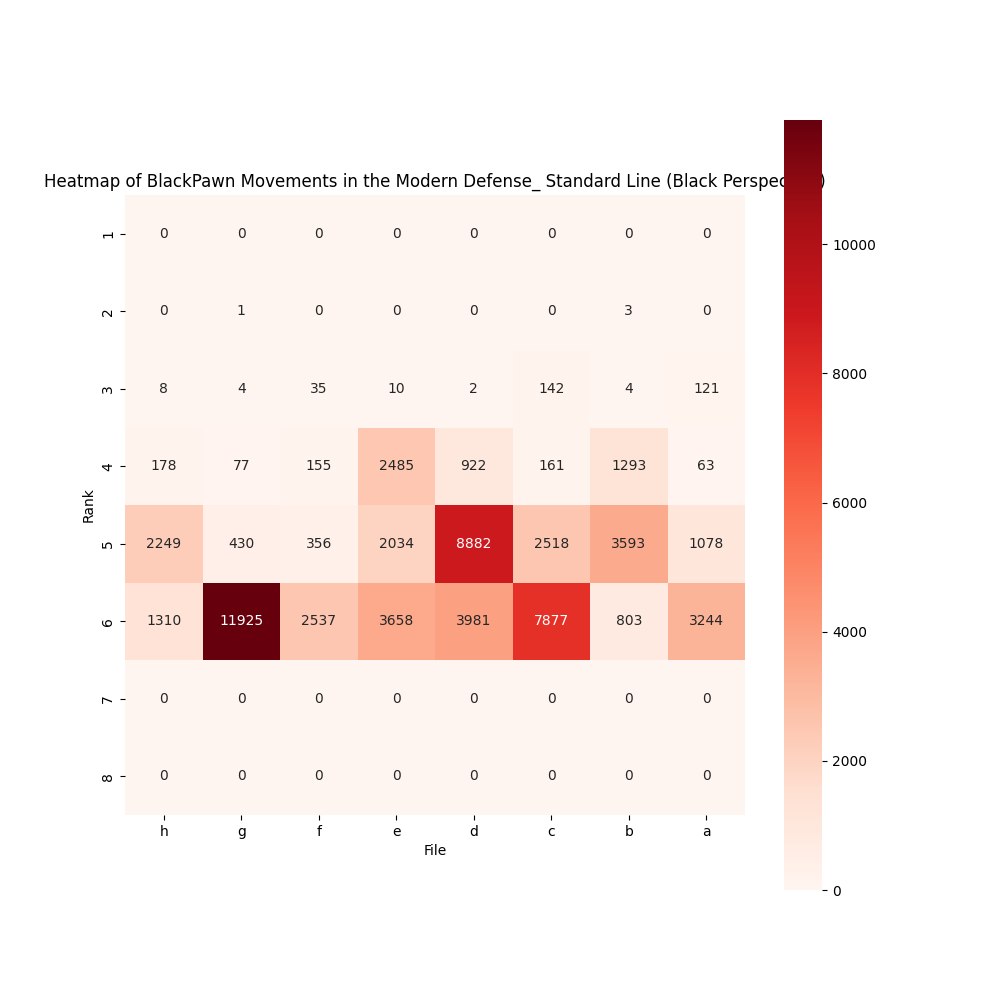 Heatmap of BlackPawn Movements in the Modern Defense_ Standard Line (Black Perspec )
1 0 0 0 0 0 0 0 0
2 0 1 0 0 0 0 3 0
3 8 4 35 10 2 142 4 121
4 178 77 155 2485 922 161 1293 63
5 2249 430 356 2034 8882 2518 3593 1078
6 1310 11925 2537 3658 3981 7877 803 3244
7 0 0 0 0 0 0 0 0
8 0 0 0 0 0 0 0 0
h g f e d c b a
File
Rank
10000
8000
6000
4000
2000
0